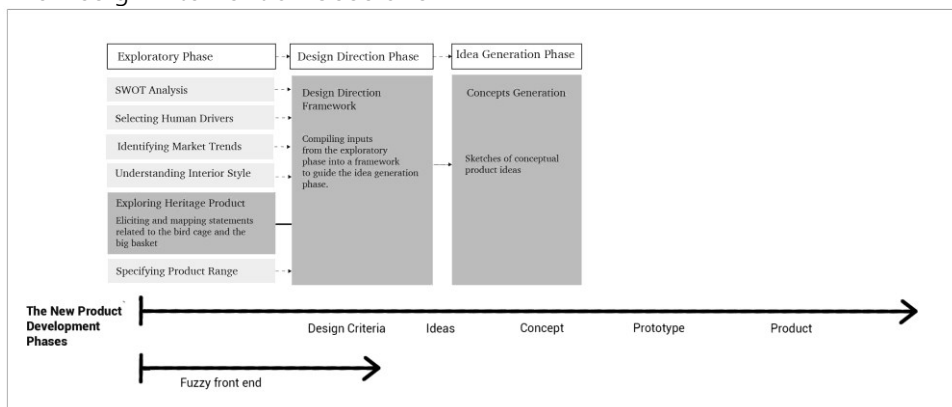 Exploratory Phase
Design Direction Phase
Idea Generation Phase
SWOT Analysis
Selecting Human Drivers
Identifying Market Trends
Understanding Interior Style
Exploring Heritage Product
Eliciting and mapping statements
related to the bird cage and the
big basket
Specifying Product Range
Design Direction
Framework
Compiling inputs
from the exploratory
phase into a framework
to guide the idea generation
phase.
Concepts Generation
Sketches of conceptual
product ideas
The New Product
Development
Phases
Design Criteria
Ideas
Concept
Prototype
Product
Fuzzy front end